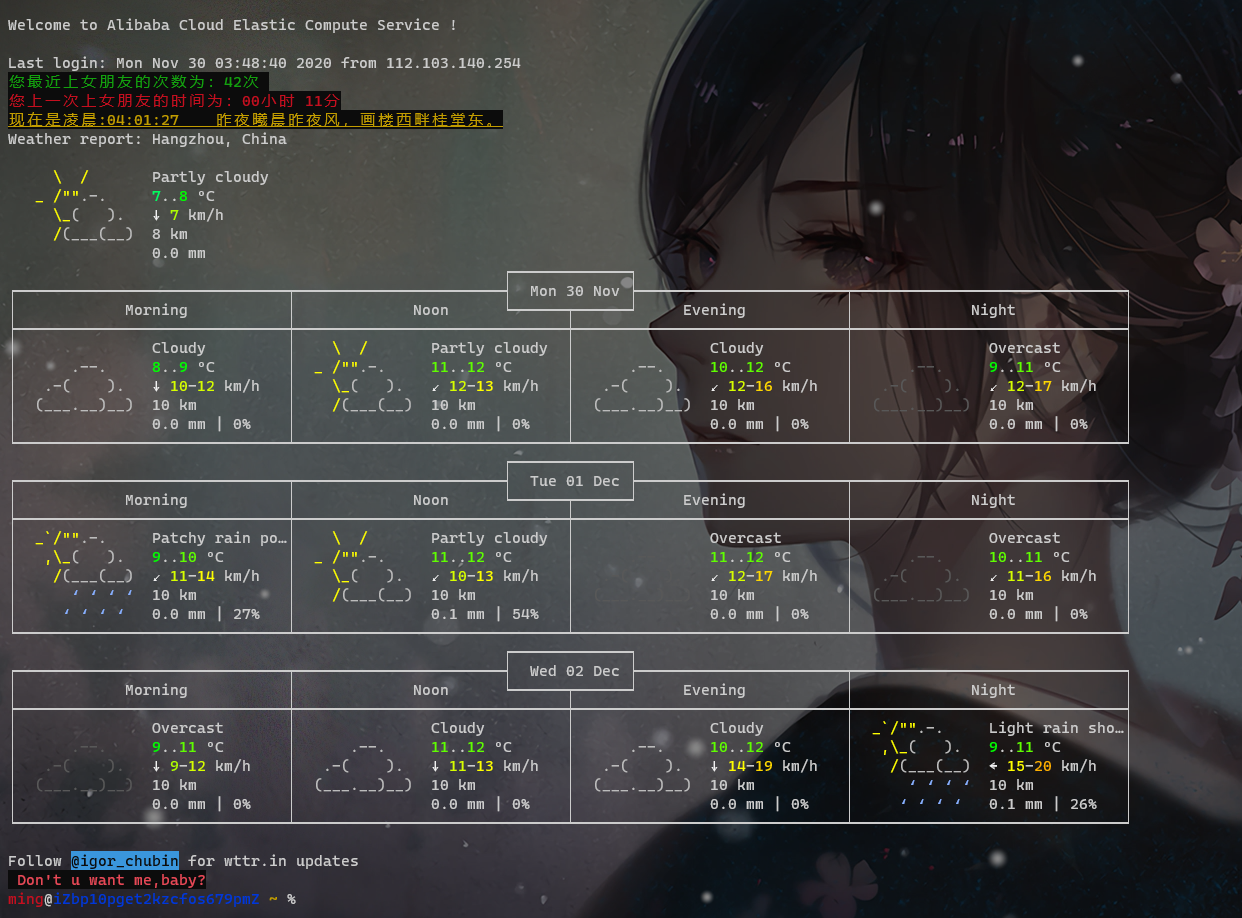 Welcome to Alibaba Cloud Elastic Compute Service !
Last login: Mon Nov 30 03:48:40 2020 from 112.103.140.254
您最近上女朋友的次数为: 42次
您上一次上女朋友的时间为: 00小时 11分
现在是凌晨:04:01:27 昨夜曦晨昨夜风, 画楼西畔桂堂东。
Weather report: Hangzhou, China
Partly cloudy
7..8 °C
↓ 7 km/h
8 km
0.0 mm
Mon 30 Nov
Morning Noon Evening Night
Cloudy Partly cloudy Cloudy Overcast
8..9 °C 11..12 °C 10..12 °C 9..11 °C
↓ 10-12 km/h ↙ 12-13 km/h ↙ 12-16 km/h ↙ 12-17 km/h
10 km 10 km 10 km 10 km
0.0 mm | 0% 0.0 mm | 0% 0.0 mm | 0% 0.0 mm | 0%
Tue 01 Dec
Morning Noon Evening Night
Patchy rain po… Partly cloudy Overcast Overcast
9..10 °C 11..12 °C 11..12 °C 10..11 °C
↙ 11-14 km/h ↙ 10-13 km/h ↙ 12-17 km/h ↙ 11-16 km/h
10 km 10 km 10 km 10 km
0.0 mm | 27% 0.1 mm | 54% 0.0 mm | 0% 0.0 mm | 0%
Wed 02 Dec
Morning Noon Evening Night
Overcast Cloudy Cloudy Light rain sho…
9..11 °C 11..12 °C 10..12 °C 9..11 °C
↓ 9-12 km/h ↓ 11-13 km/h ↓ 14-19 km/h ← 15-20 km/h
10 km 10 km 10 km 10 km
0.0 mm | 0% 0.0 mm | 0% 0.0 mm | 0% 0.1 mm | 26%
Follow @igor_chubin for wttr.in updates
Don't u want me,baby?
ming@iZbp10pget2kzcfos679pmZ ~ %